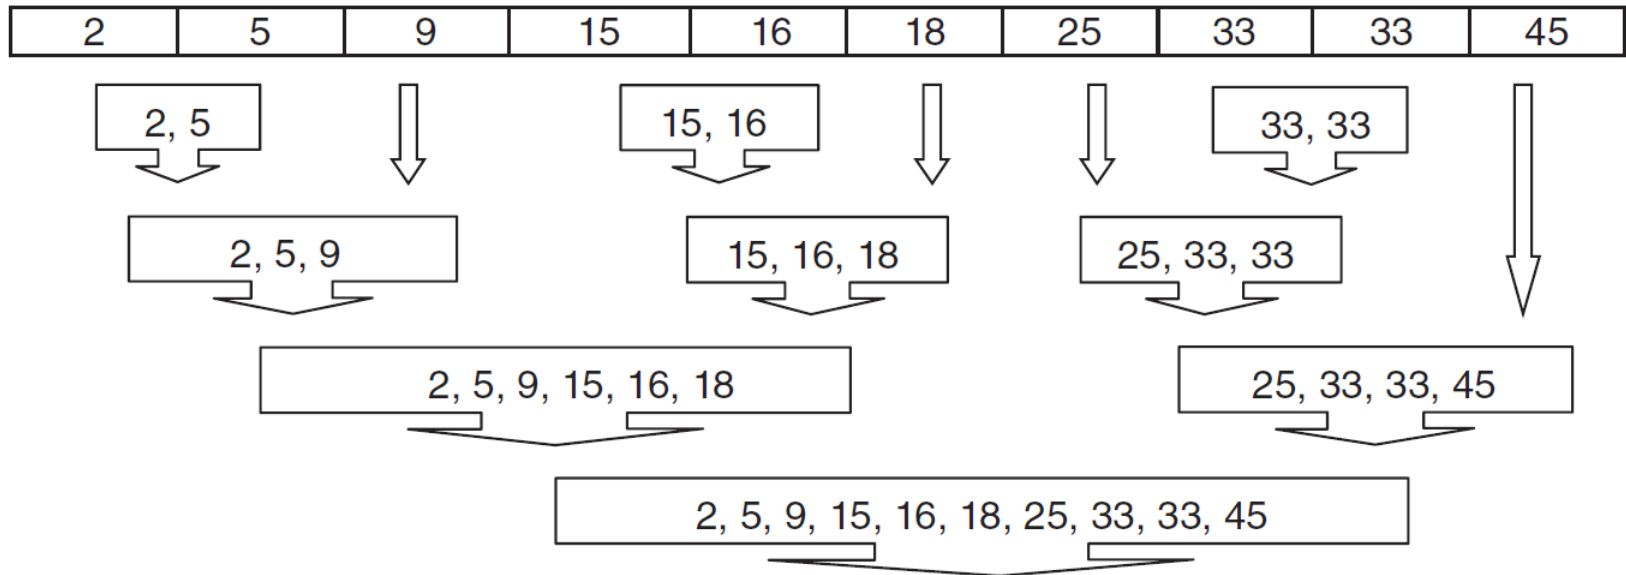 2 5 9 15 16 18 25 33 33 45
2, 5 15, 16 33, 33
2, 5, 9 15, 16, 18 25, 33, 33
2, 5, 9, 15, 16, 18 25, 33, 33, 45
2, 5, 9, 15, 16, 18, 25, 33, 33, 45